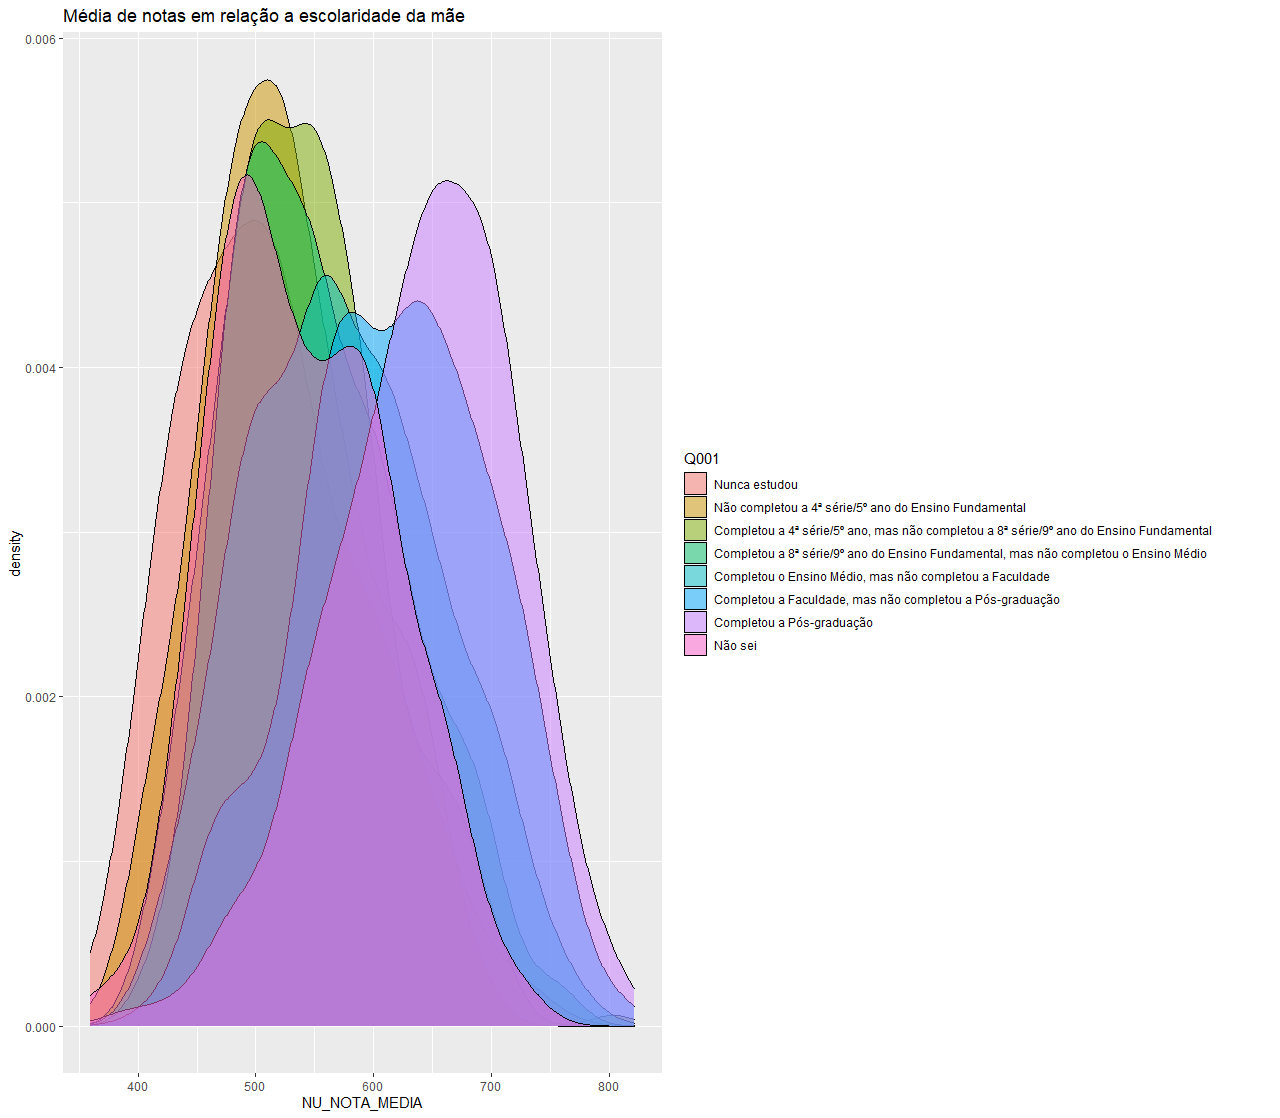 Média de notas em relação a escolaridade da mãe
0.006
0.004
0.002
0.000
density
400 500 600 700 800
NU_NOTA_MEDIA
Q001
Nunca estudou
Não completou a 4ª série/5º ano do Ensino Fundamental
Completou a 4ª série/5º ano, mas não completou a 8ª série/9º ano do Ensino Fundamental
Completou a 8ª série/9º ano do Ensino Fundamental, mas não completou o Ensino Médio
Completou o Ensino Médio, mas não completou a Faculdade
Completou a Faculdade, mas não completou a Pós-graduação
Completou a Pós-graduação
Não sei